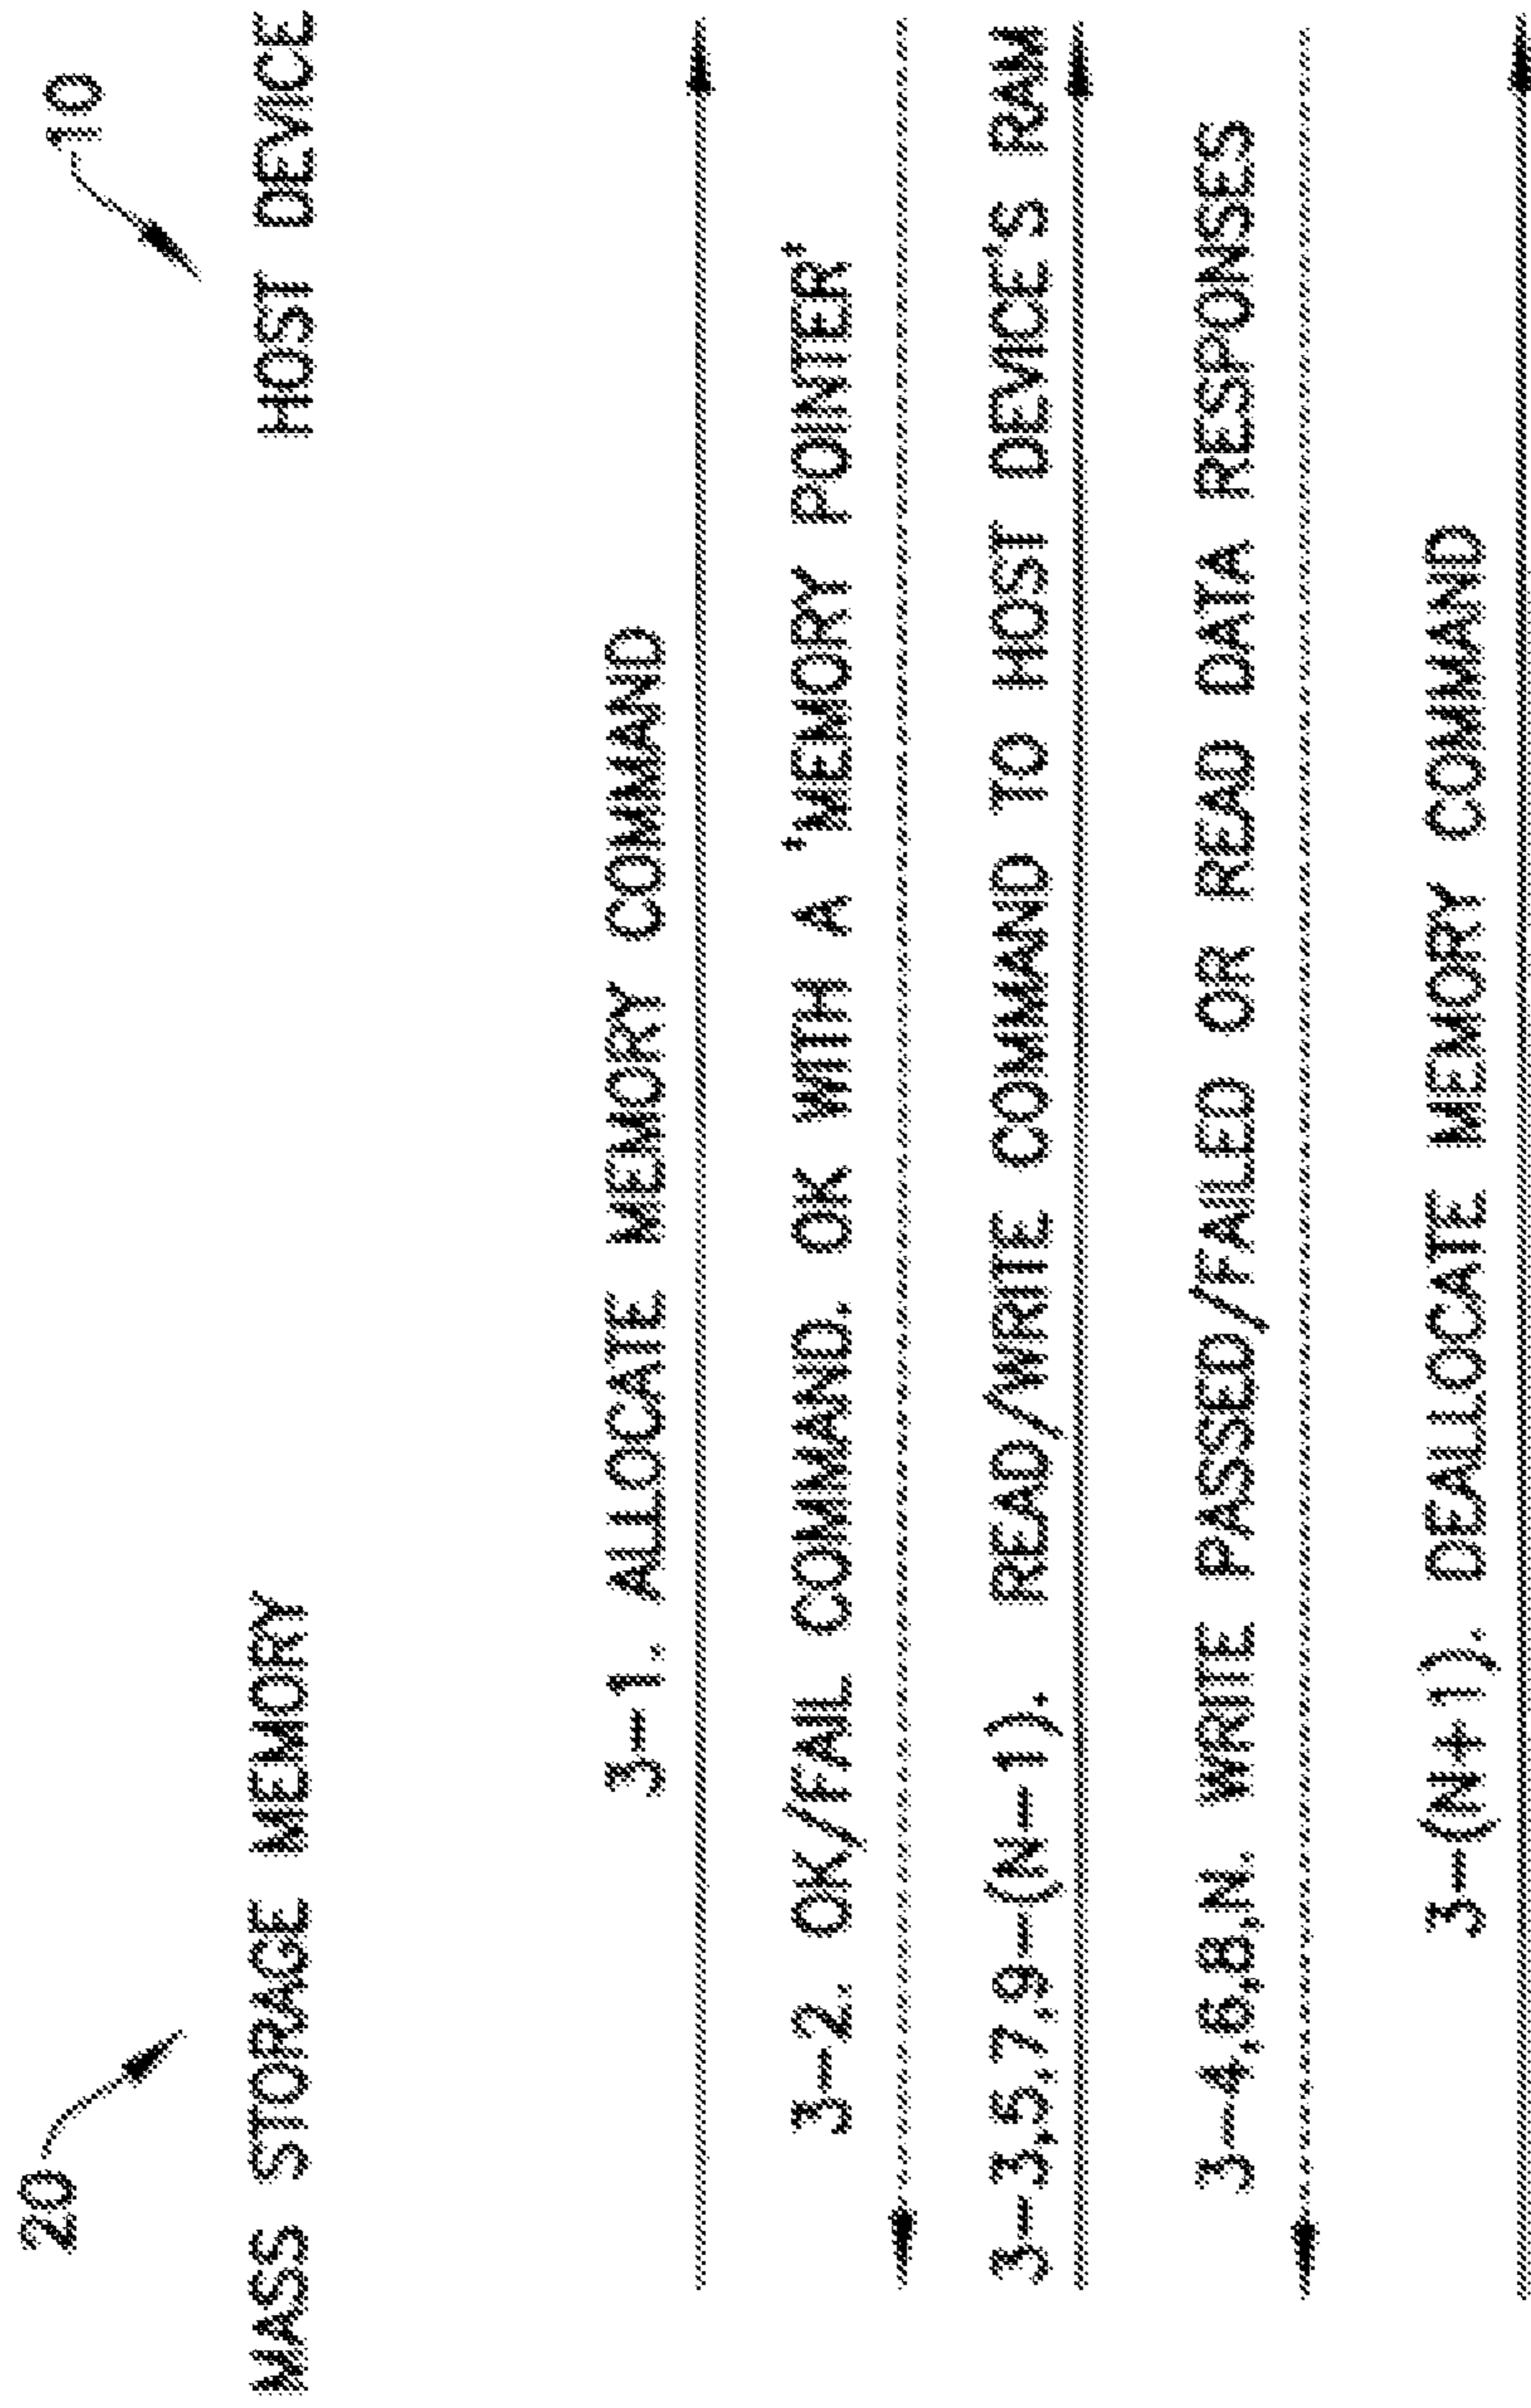 20
10
MASS STORAGE MEMORY
HOST DEVICE
3-1. ALLOCATE MEMORY COMMAND
3-2. OK/FAIL COMMAND. OK WITH A 'MEMORY POINTER'
3-3,5,7,9-(N-1). READ/WRITE COMMAND TO HOST DEVICE'S RAM
3-4,6,8,N. WRITE PASSED/FAILED OR READ DATA RESPONSES
3-(N+1). DEALLOCATE MEMORY COMMAND